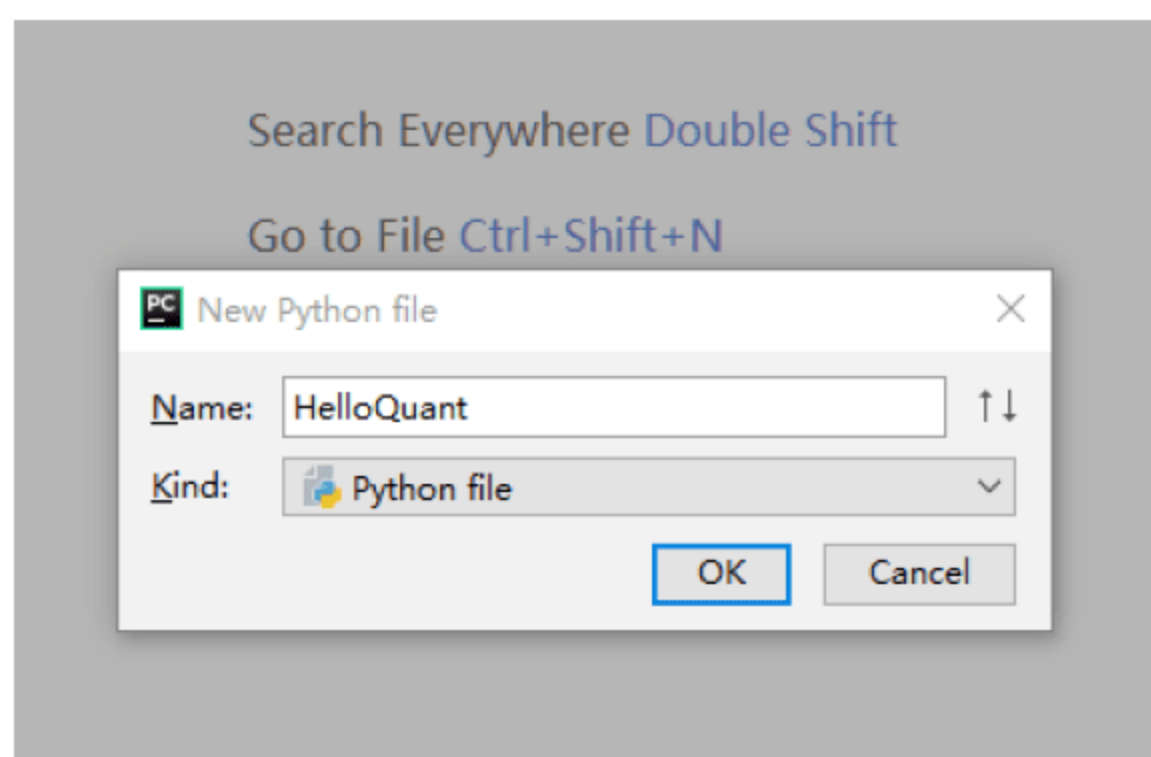 Search Everywhere Double Shift
Go to File Ctrl+Shift+N
PC New Python file
Name: HelloQuant
Kind: Python file
OK Cancel